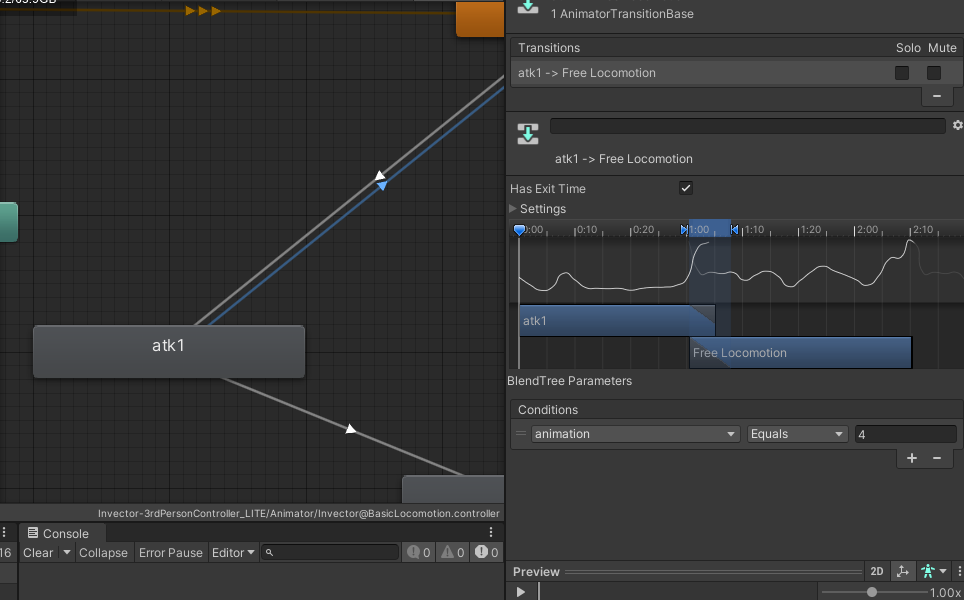 1 AnimatorTransitionBase
Transitions Solo Mute
atk1 -> Free Locomotion
atk1 -> Free Locomotion
Has Exit Time
Settings
0:00 0:10 0:20 1:00 1:10 1:20 2:00 2:10
atk1
Free Locomotion
BlendTree Parameters
Conditions
animation Equals 4
Preview 2D
1.00x
atk1
Invector-3rdPersonController_LITE/Animator/Invector@BasicLocomotion.controller
Console
16 Clear Collapse Error Pause Editor 0 0 0